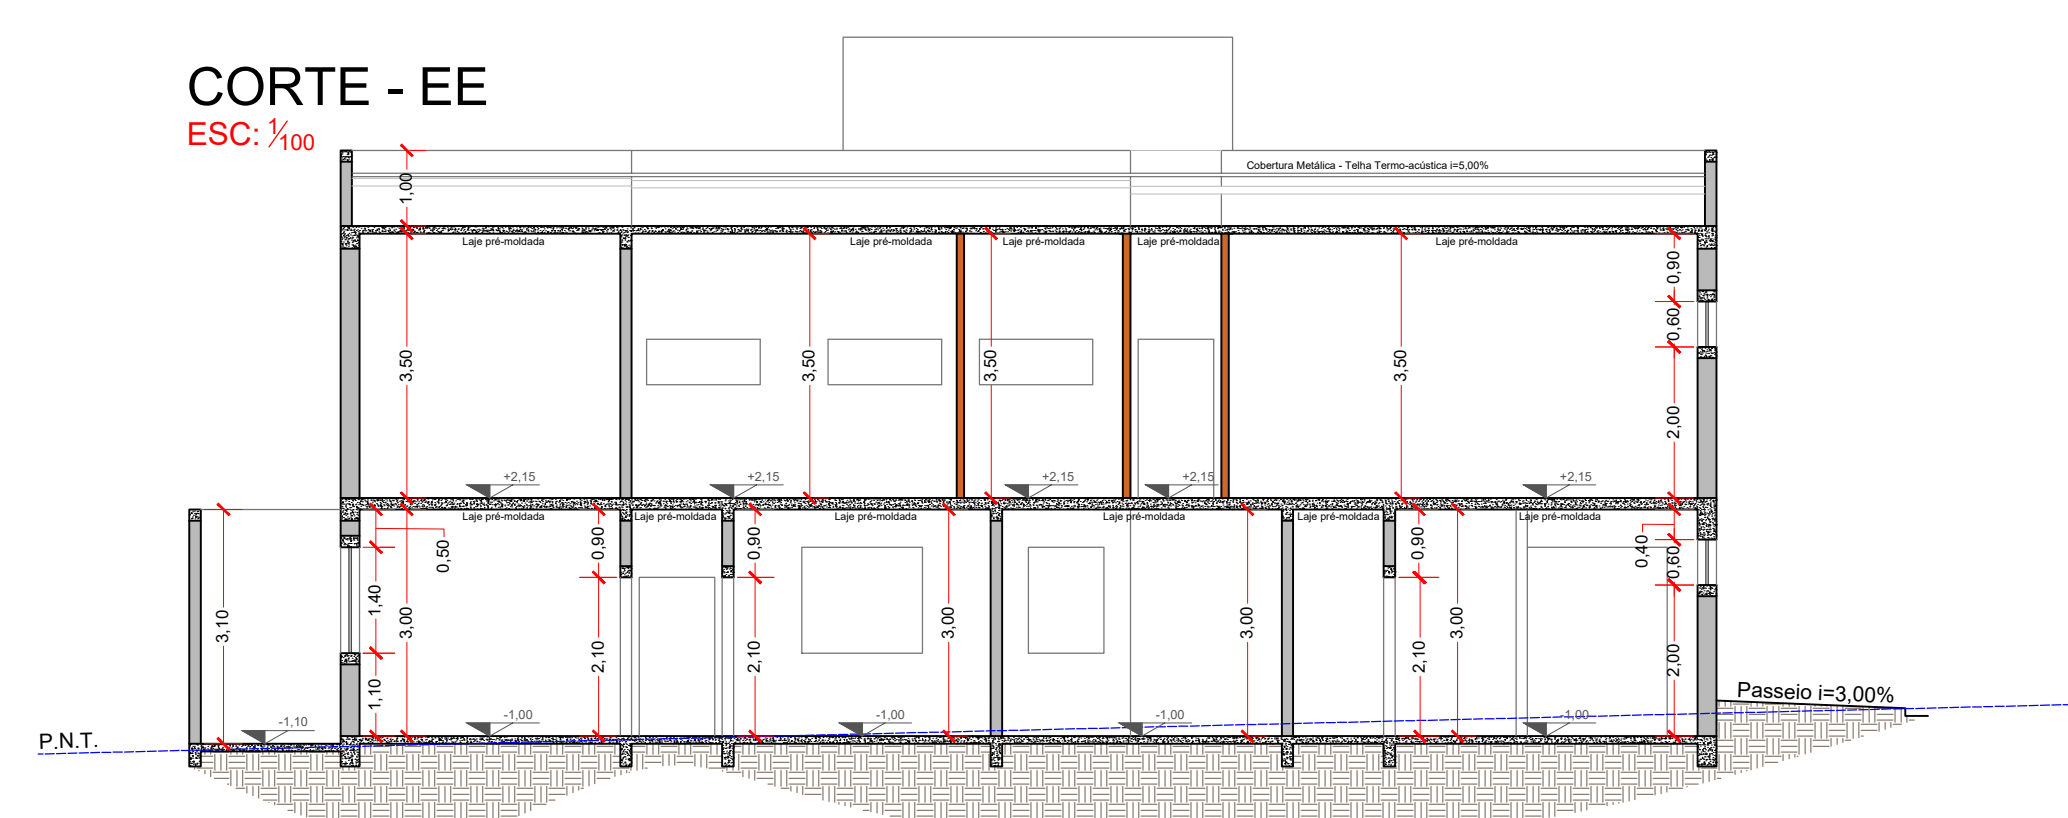 CORTE - EE
ESC: 1/100
Cobertura Metálica - Telha Termo-acústica i=5,00%
1,00
Laje pré-moldada
Laje pré-moldada
Laje pré-moldada
Laje pré-moldada
Laje pré-moldada
0,90
0,60
3,50
3,50
3,50
3,50
2,00
+2,15
+2,15
+2,15
+2,15
+2,15
Laje pré-moldada
Laje pré-moldada
Laje pré-moldada
Laje pré-moldada
Laje pré-moldada
Laje pré-moldada
0,50
0,90
0,90
0,90
0,40
0,60
3,10
1,40
3,00
2,10
2,10
3,00
3,00
2,10
3,00
2,00
1,10
Passeio i=3,00%
-1,10
-1,00
-1,00
-1,00
-1,00
P.N.T.